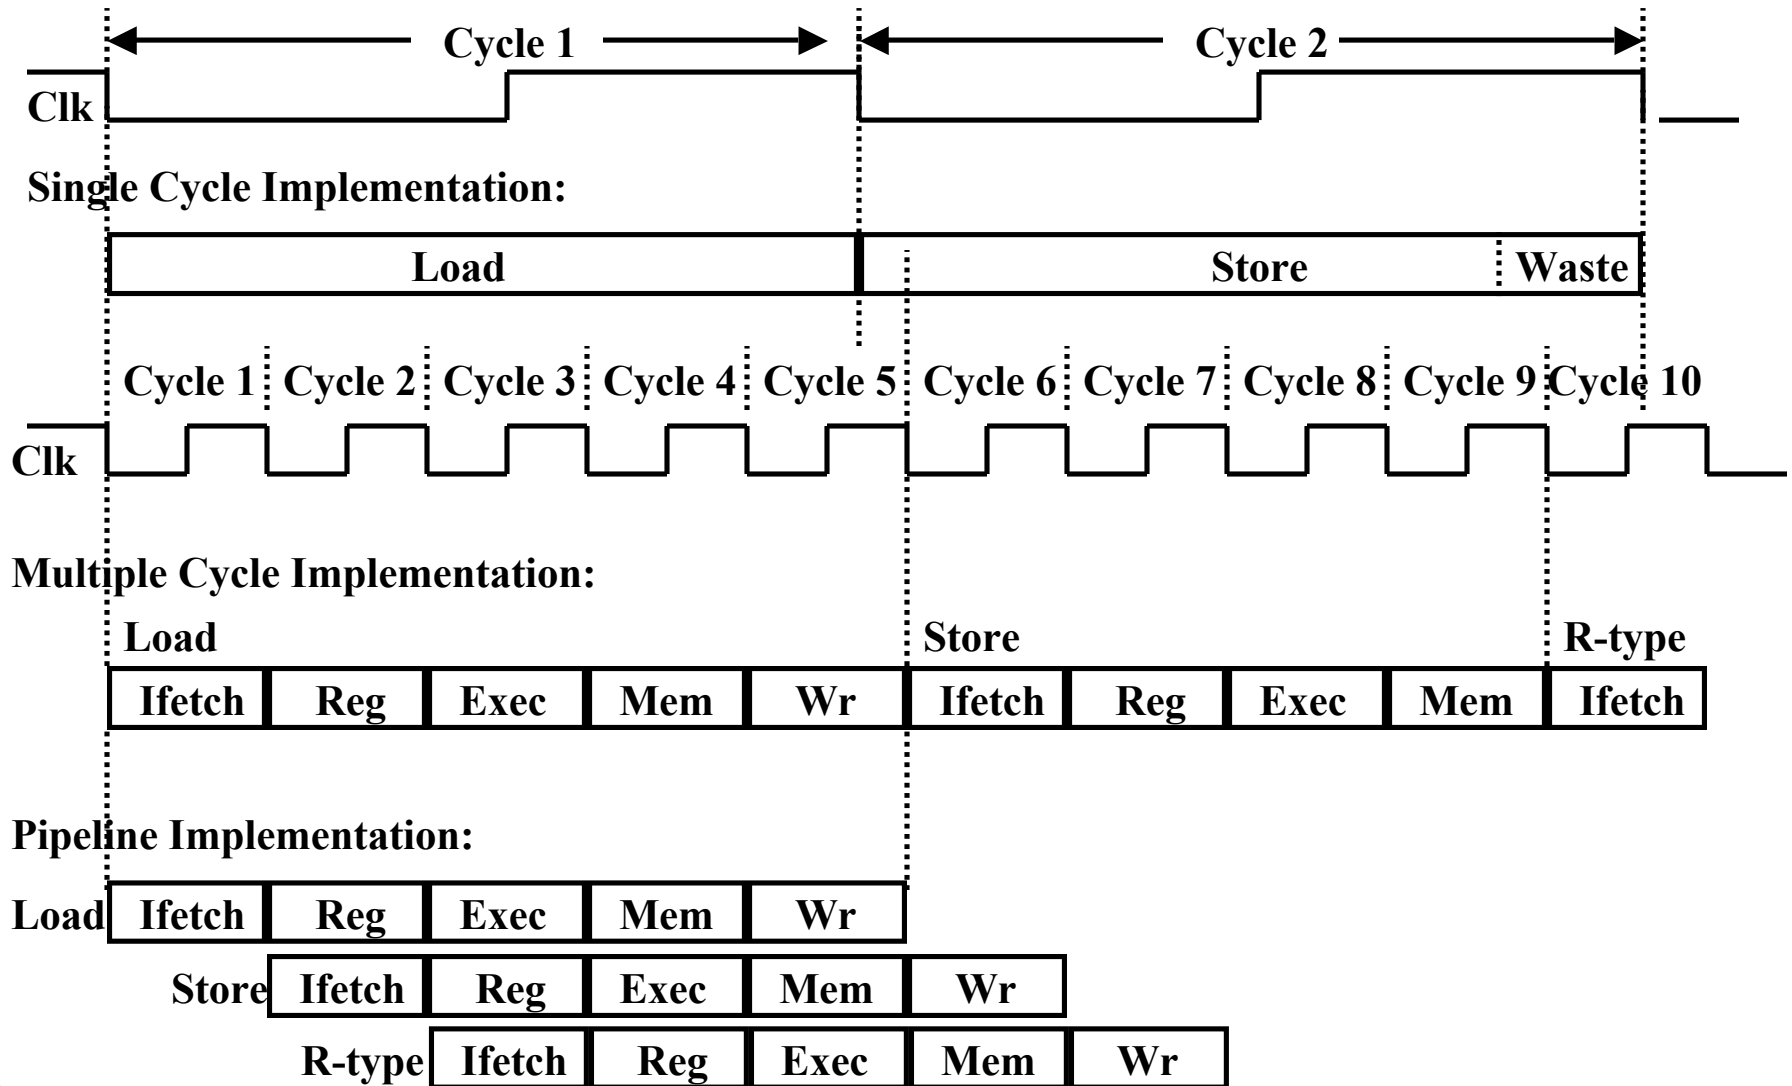 Cycle 1 Cycle 2
Clk
Single Cycle Implementation:
Load Store Waste
Cycle 1 Cycle 2 Cycle 3 Cycle 4 Cycle 5 Cycle 6 Cycle 7 Cycle 8 Cycle 9 Cycle 10
Clk
Multiple Cycle Implementation:
Load Store R-type
Ifetch Reg Exec Mem Wr Ifetch Reg Exec Mem Ifetch
Pipeline Implementation:
Load Ifetch Reg Exec Mem Wr
Store Ifetch Reg Exec Mem Wr
R-type Ifetch Reg Exec Mem Wr